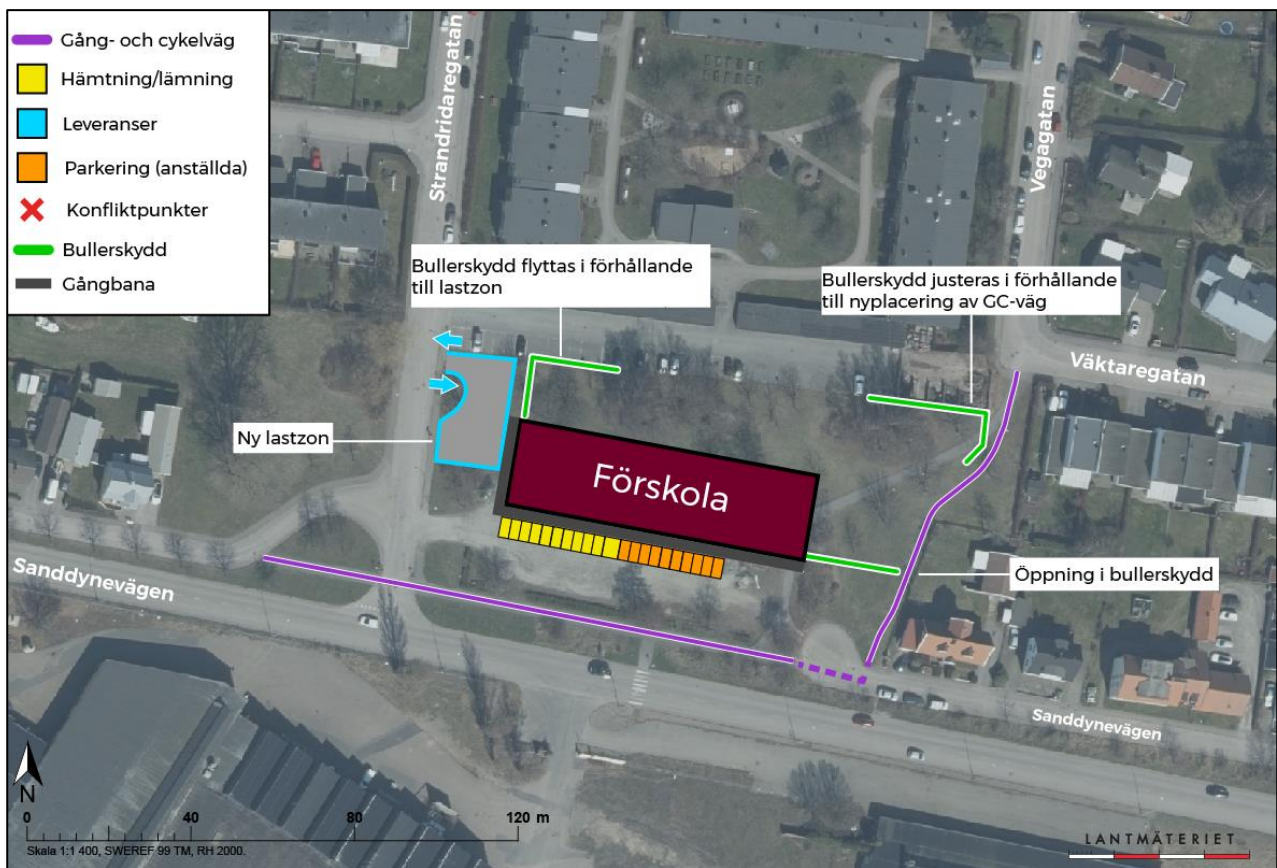 Gång- och cykelväg
Hämtning/lämning
Leveranser
Parkering (anställda)
Konfliktpunkter
Bullerskydd
Gångbana
Strandridaregatan
Vegagatan
Bullerskydd flyttas i förhållande
till lastzon
Bullerskydd justeras i förhållande
till nyplacering av GC-väg
Väktaregatan
Ny lastzon
Förskola
Öppning i bullerskydd
Sanddynevägen
Sanddynevägen
N
0 40 80 120 m
Skala 1:1 400, SWEREF 99 TM, RH 2000.
LANTMÄTERIET